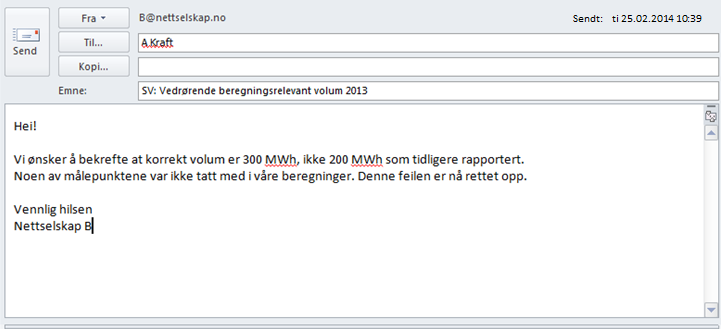 Fra
B@nettselskap.no
Sendt: ti 25.02.2014 10:39
Send
Til...
A Kraft
Kopi...
Emne:
SV: Vedrørende beregningsrelevant volum 2013
Hei!
Vi ønsker å bekrefte at korrekt volum er 300 MWh, ikke 200 MWh som tidligere rapportert.
Noen av målepunktene var ikke tatt med i våre beregninger. Denne feilen er nå rettet opp.
Vennlig hilsen
Nettselskap B